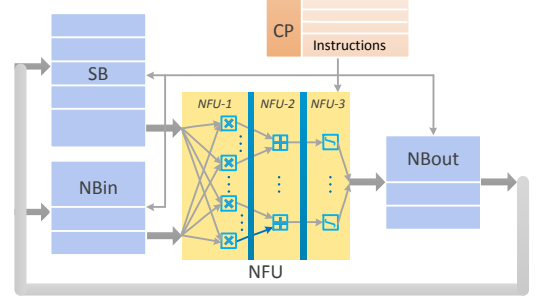 CP
Instructions
SB
NFU-1
NFU-2
NFU-3
NBin
NBout
NFU